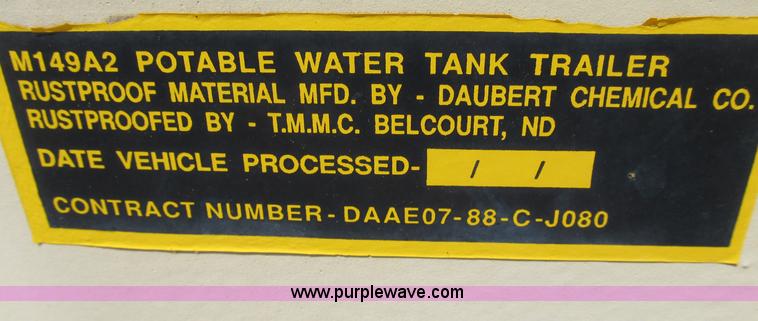 M149A2 POTABLE WATER TANK TRAILER
RUSTPROOF MATERIAL MFD. BY - DAUBERT CHEMICAL CO.
RUSTPROOFED BY - T.M.M.C. BELCOURT, ND
DATE VEHICLE PROCESSED- / /
CONTRACT NUMBER - DAAE07-88-C-J080
www.purplewave.com